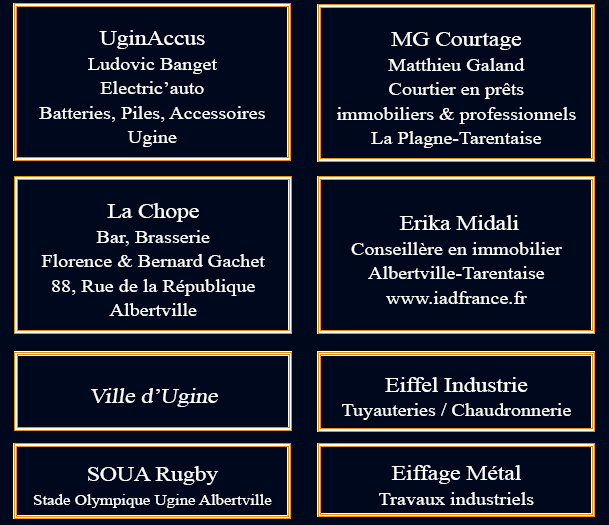 UginAccus
Ludovic Banget
Electric’auto
Batteries, Piles, Accessoires
Ugine
MG Courtage
Matthieu Galand
Courtier en prêts
immobiliers & professionnels
La Plagne-Tarentaise
La Chope
Bar, Brasserie
Florence & Bernard Gachet
88, Rue de la République
Albertville
Erika Midali
Conseillère en immobilier
Albertville-Tarentaise
www.iadfrance.fr
Ville d’Ugine
Eiffel Industrie
Tuyauteries / Chaudronnerie
SOUA Rugby
Stade Olympique Ugine Albertville
Eiffage Métal
Travaux industriels